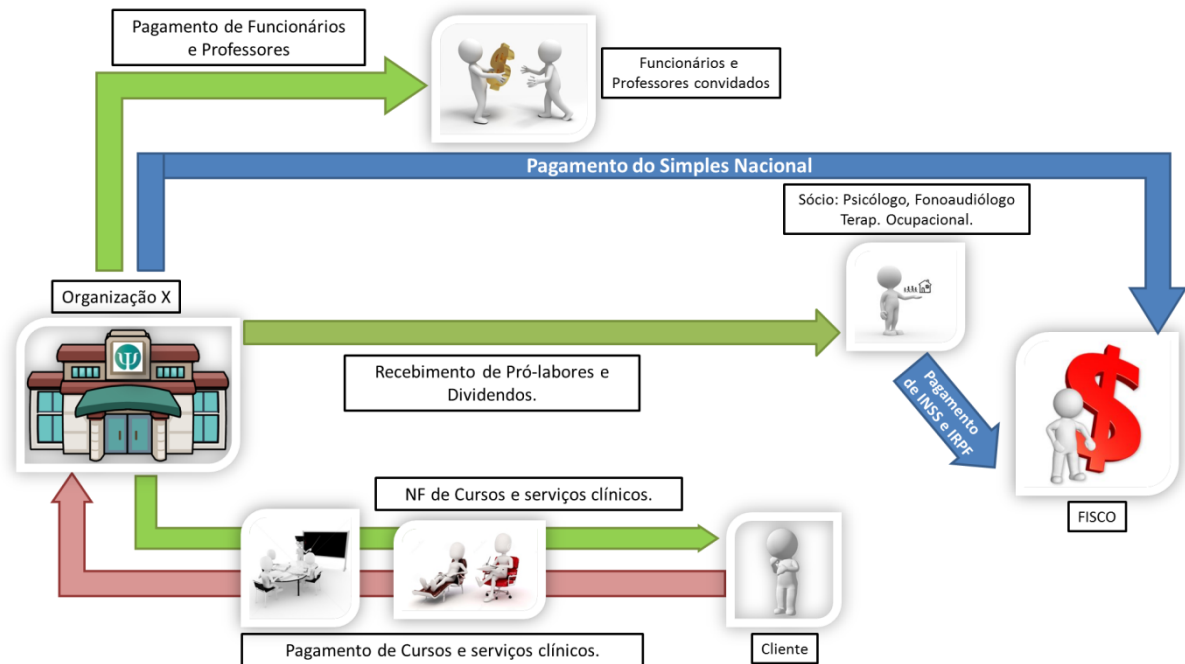 Pagamento de Funcionários
e Professores
Funcionários e
Professores convidados
Pagamento do Simples Nacional
Sócio: Psicólogo, Fonoaudiólogo
Terap. Ocupacional.
Organização X
Recebimento de Pró-labores e
Dividendos.
Pagamento
de INSS e IRPF
NF de Cursos e serviços clínicos.
FISCO
Pagamento de Cursos e serviços clínicos.
Cliente